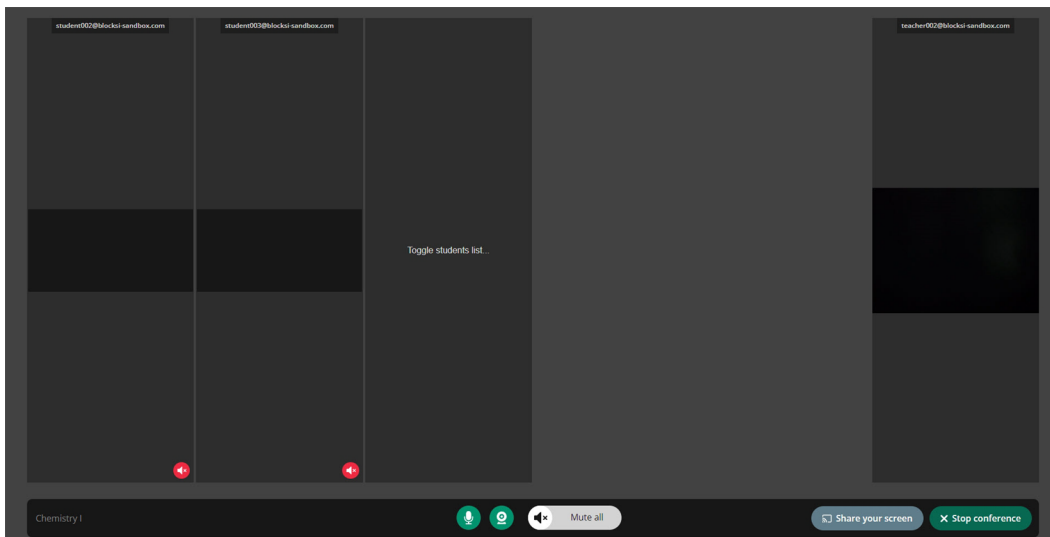 student002@blocksi-sandbox.com
student003@blocksi-sandbox.com
teacher002@blocksi-sandbox.com
Toggle students list...
Chemistry I
Mute all
Share your screen
Stop conference